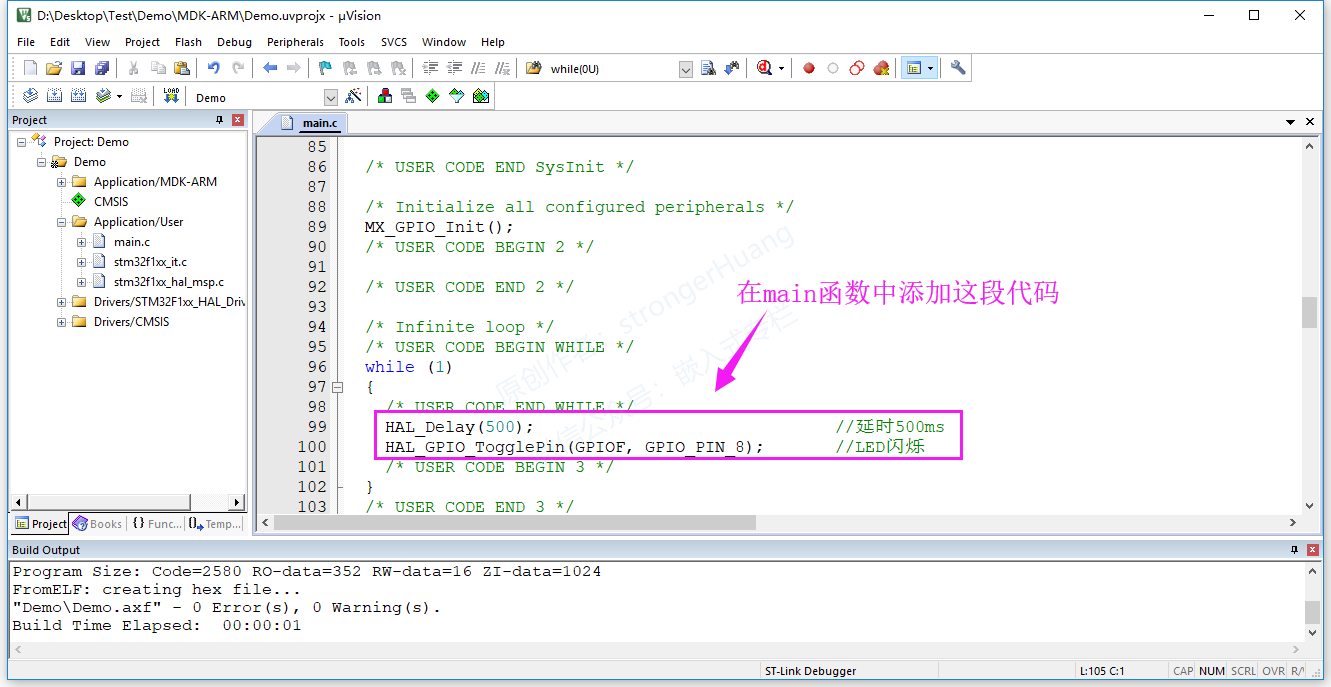 D:\Desktop\Test\Demo\MDK-ARM\Demo.uvprojx - µVision
File Edit View Project Flash Debug Peripherals Tools SVCS Window Help
while(0U)
LOAD
Demo
Project
main.c
Project: Demo
Demo
Application/MDK-ARM
CMSIS
Application/User
main.c
stm32f1xx_it.c
stm32f1xx_hal_msp.c
Drivers/STM32F1xx_HAL_Driv
Drivers/CMSIS
Project Books Func... Temp...
85
86 /* USER CODE END SysInit */
87
88 /* Initialize all configured peripherals */
89 MX_GPIO_Init();
90 /* USER CODE BEGIN 2 */
91
92 /* USER CODE END 2 */
93
94 /* Infinite loop */
95 /* USER CODE BEGIN WHILE */
96 while (1)
97 {
98 /* USER CODE END WHILE */
99 HAL_Delay(500); //延时500ms
100 HAL_GPIO_TogglePin(GPIOF, GPIO_PIN_8); //LED闪烁
101 /* USER CODE BEGIN 3 */
102 }
103 /* USER CODE END 3 */
在main函数中添加这段代码
原创作者：strongerHuang
公众号：嵌入式专栏
Build Output
Program Size: Code=2580 RO-data=352 RW-data=16 ZI-data=1024
FromELF: creating hex file...
"Demo\Demo.axf" - 0 Error(s), 0 Warning(s).
Build Time Elapsed:  00:00:01
ST-Link Debugger
L:105 C:1
CAP NUM SCRL OVR R/